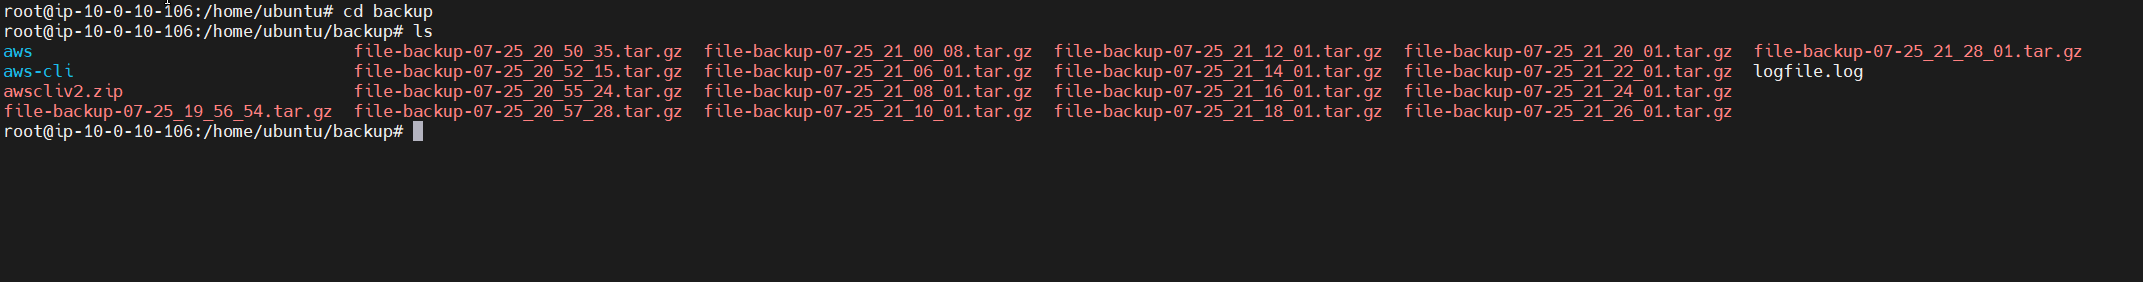 root@ip-10-0-10-106:/home/ubuntu# cd backup
root@ip-10-0-10-106:/home/ubuntu/backup# ls
aws file-backup-07-25_20_50_35.tar.gz file-backup-07-25_21_00_08.tar.gz file-backup-07-25_21_12_01.tar.gz file-backup-07-25_21_20_01.tar.gz file-backup-07-25_21_28_01.tar.gz
aws-cli file-backup-07-25_20_52_15.tar.gz file-backup-07-25_21_06_01.tar.gz file-backup-07-25_21_14_01.tar.gz file-backup-07-25_21_22_01.tar.gz logfile.log
awscliv2.zip file-backup-07-25_20_55_24.tar.gz file-backup-07-25_21_08_01.tar.gz file-backup-07-25_21_16_01.tar.gz file-backup-07-25_21_24_01.tar.gz
file-backup-07-25_19_56_54.tar.gz file-backup-07-25_20_57_28.tar.gz file-backup-07-25_21_10_01.tar.gz file-backup-07-25_21_18_01.tar.gz file-backup-07-25_21_26_01.tar.gz
root@ip-10-0-10-106:/home/ubuntu/backup#